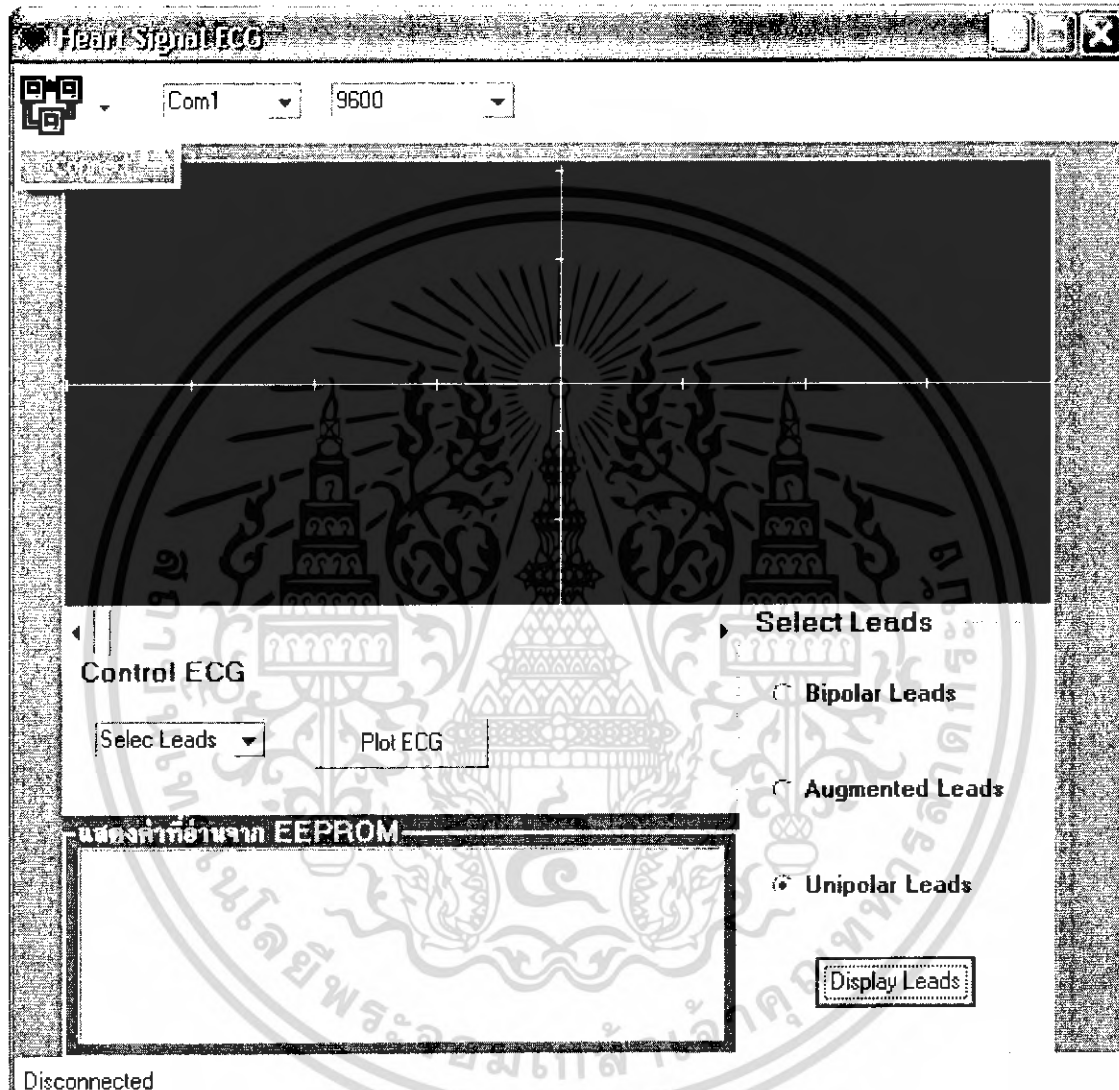 Heart Signal ECG
Com1 9600
Control ECG
Selec Leads Plot ECG
แสดงค่าที่อ่านจาก EEPROM
Select Leads
Bipolar Leads
Augmented Leads
Unipolar Leads
Display Leads
Disconnected